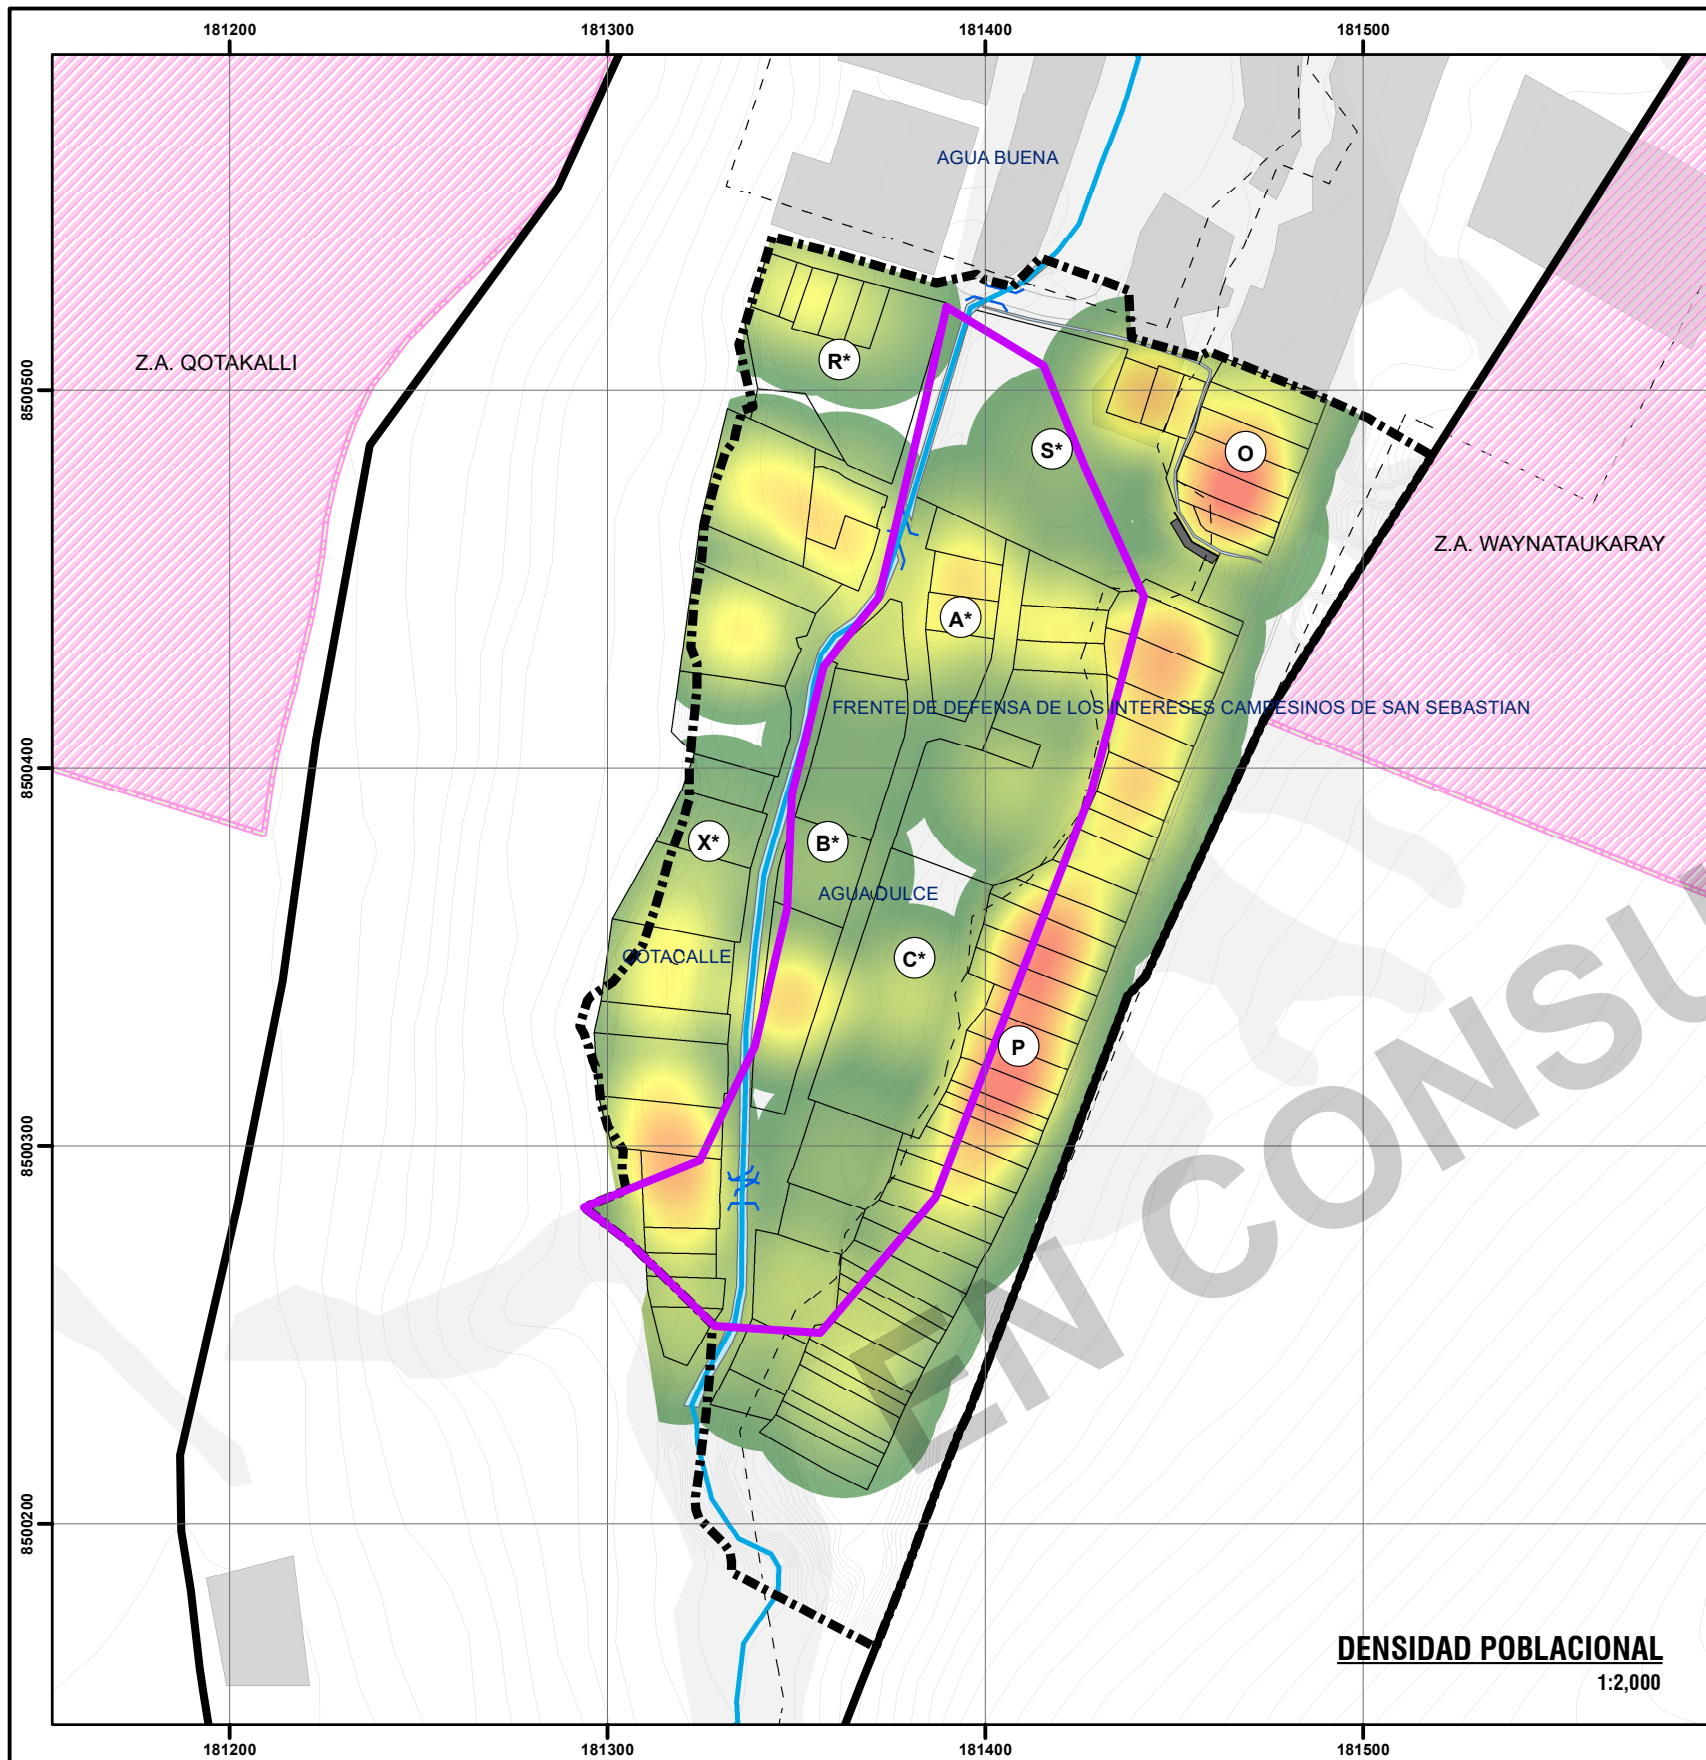 181200
181300
181400
181500
AGUA BUENA
Z.A. QOTAKALLI
R*
8500500
S*
O
Z.A. WAYNATAUKARAY
A*
FRENTE DE DEFENSA DE LOS INTERESES CAMPESINOS DE SAN SEBASTIAN
8500400
X*
B*
AGUA DULCE
COTACALLE
C*
P
EN CONSU
8500300
8500200
DENSIDAD POBLACIONAL
1:2,000
181200
181300
181400
181500